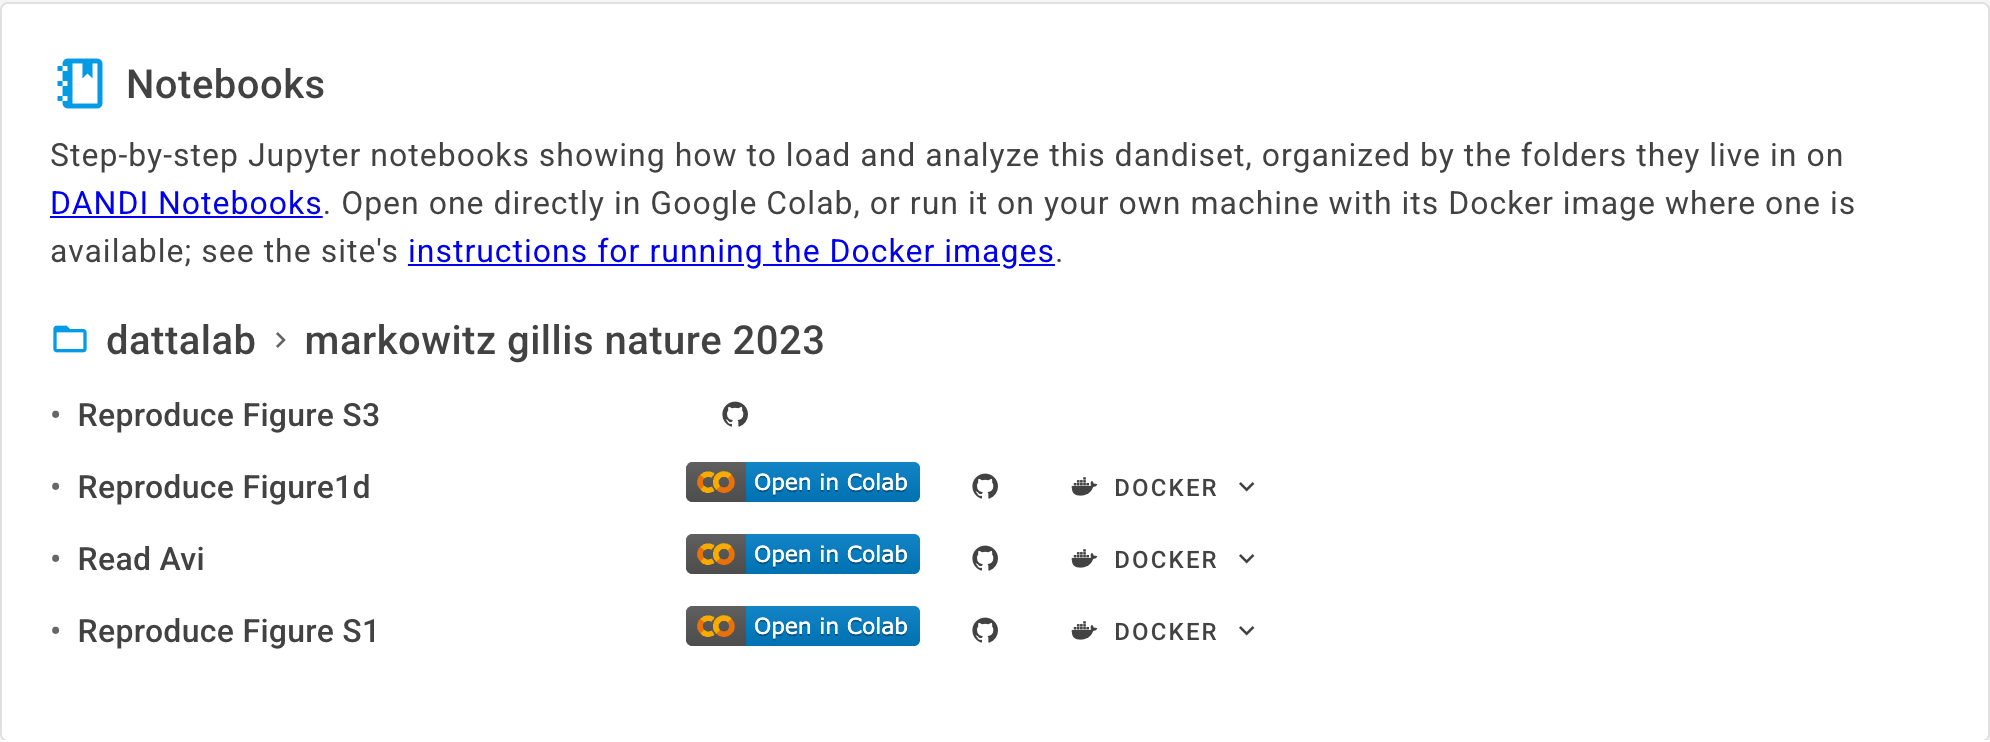 Notebooks
Step-by-step Jupyter notebooks showing how to load and analyze this dandiset, organized by the folders they live in on
DANDI Notebooks. Open one directly in Google Colab, or run it on your own machine with its Docker image where one is
available; see the site's instructions for running the Docker images.
dattalab › markowitz gillis nature 2023
• Reproduce Figure S3
• Reproduce Figure1d Open in Colab DOCKER
• Read Avi Open in Colab DOCKER
• Reproduce Figure S1 Open in Colab DOCKER